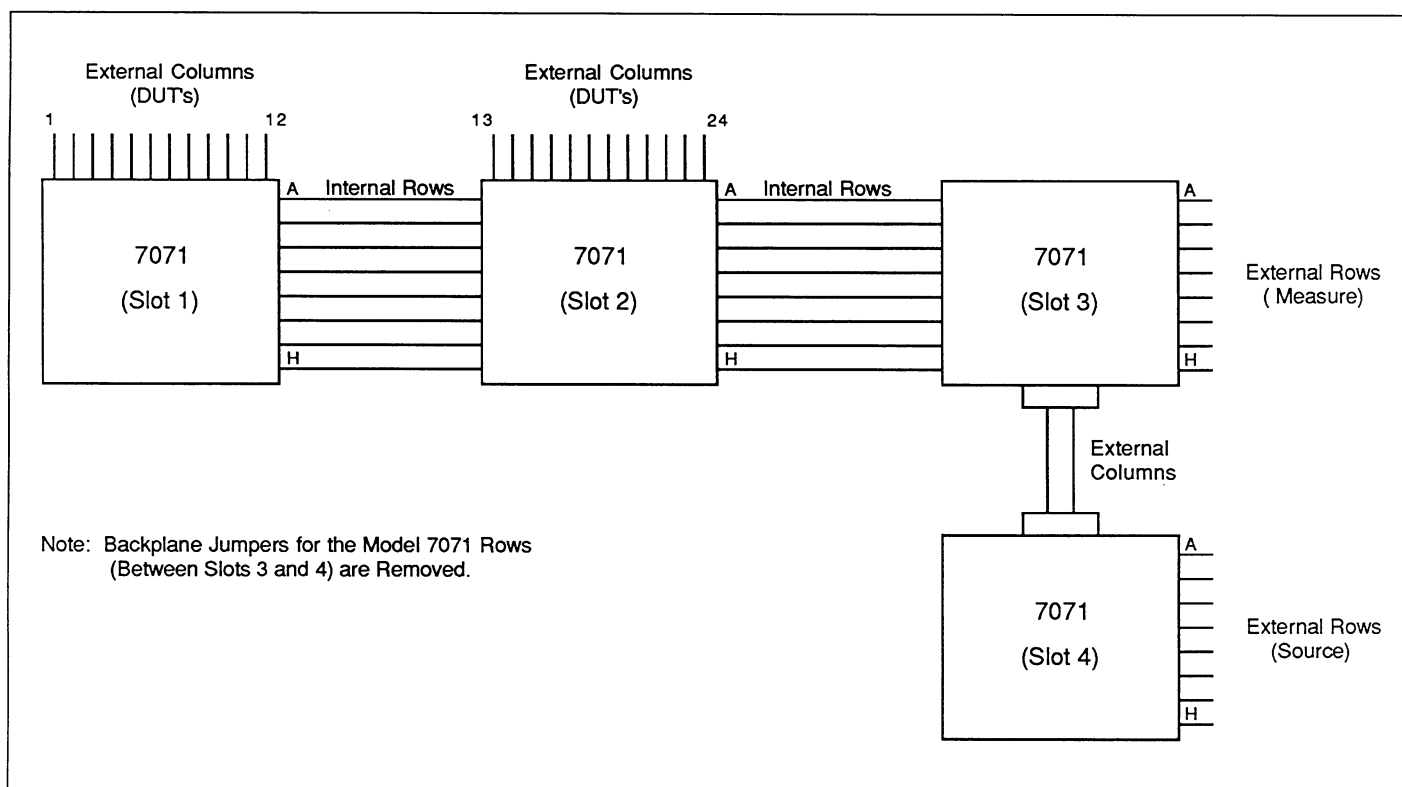 External Columns
(DUT's)
1
12
External Columns
(DUT's)
13
24
A
Internal Rows
A
Internal Rows
A
7071
(Slot 1)
7071
(Slot 2)
7071
(Slot 3)
External Rows
( Measure)
H
H
H
External
Columns
Note: Backplane Jumpers for the Model 7071 Rows
(Between Slots 3 and 4) are Removed.
A
7071
(Slot 4)
External Rows
(Source)
H